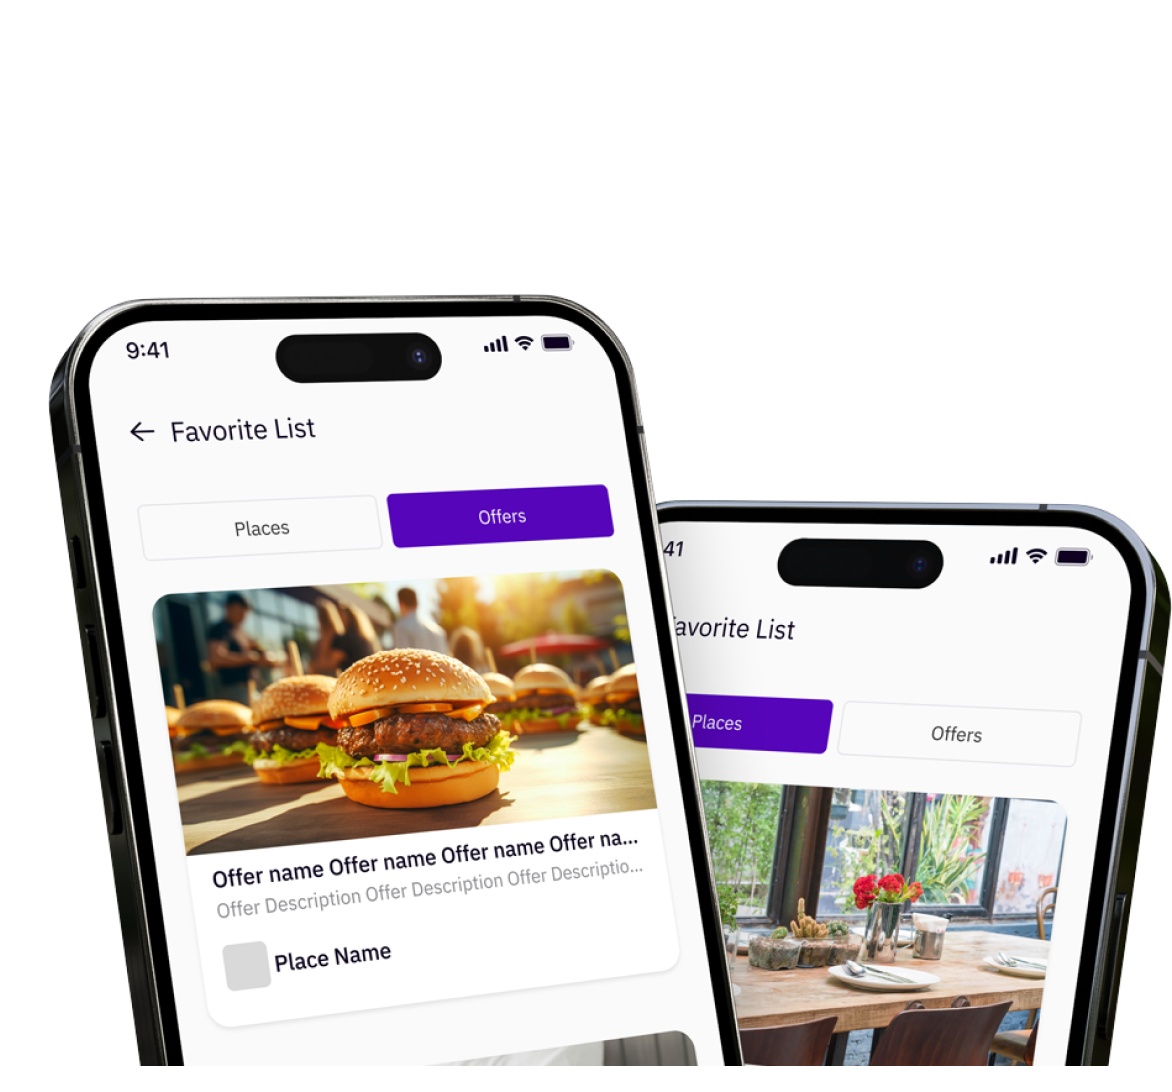 9:41
Favorite List
Places
Offers
Offer name Offer name Offer name Offer na...
Offer Description Offer Description Offer Descriptio...
Place Name
41
avorite List
Places
Offers